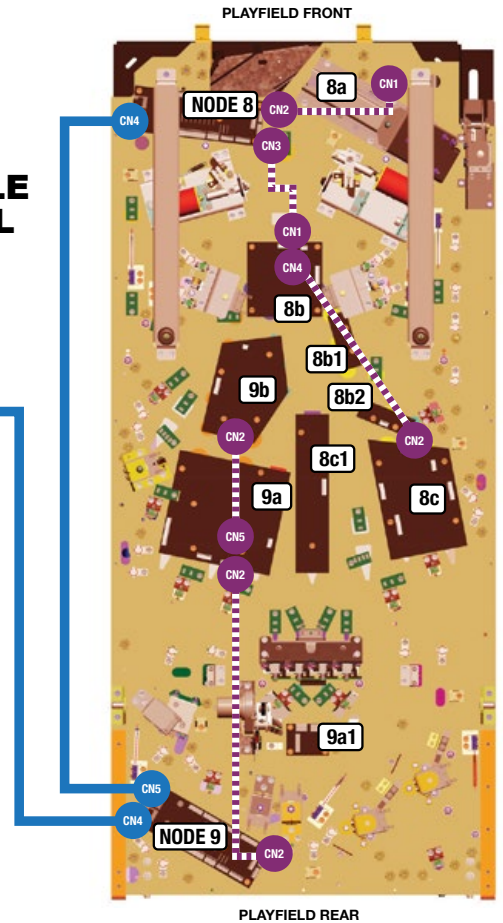 PLAYFIELD FRONT
CN1
8a
NODE 8
CN2
CN4
CN3
LE
L
CN1
CN4
8b
8b1
9b
8b2
CN2
CN2
8c1
9a
8c
CN5
CN2
9a1
CN5
CN4
NODE 9
CN2
PLAYFIELD REAR